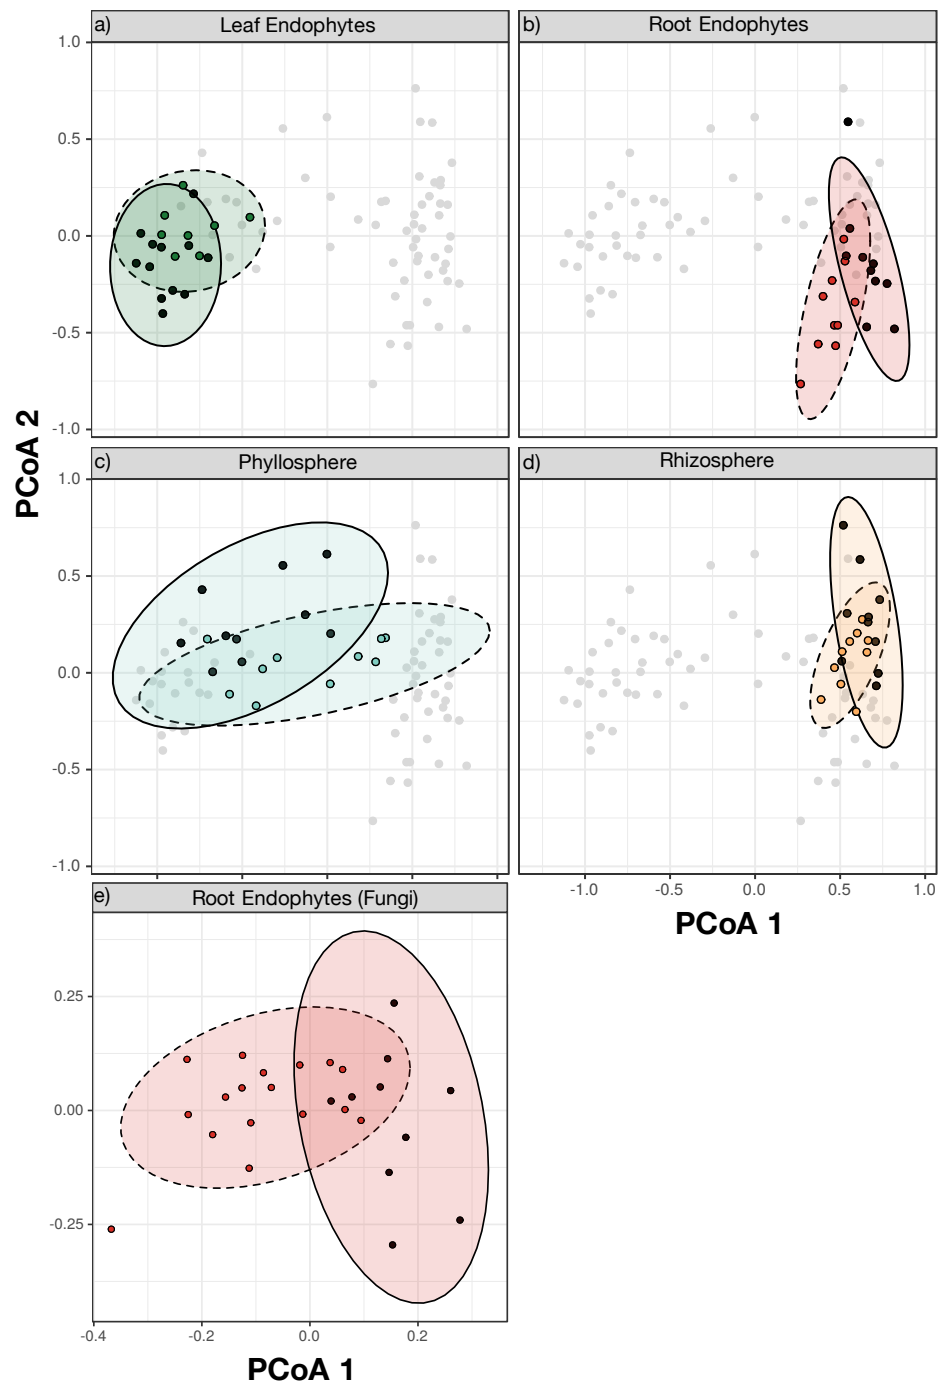 a) Leaf Endophytes
b) Root Endophytes
1.0
0.5
0.0
-0.5
-1.0
PCoA 2
c) Phyllosphere
d) Rhizosphere
1.0
0.5
0.0
-0.5
-1.0
-1.0 -0.5 0.0 0.5 1.0
PCoA 1
e) Root Endophytes (Fungi)
0.25
0.00
-0.25
-0.4 -0.2 0.0 0.2
PCoA 1